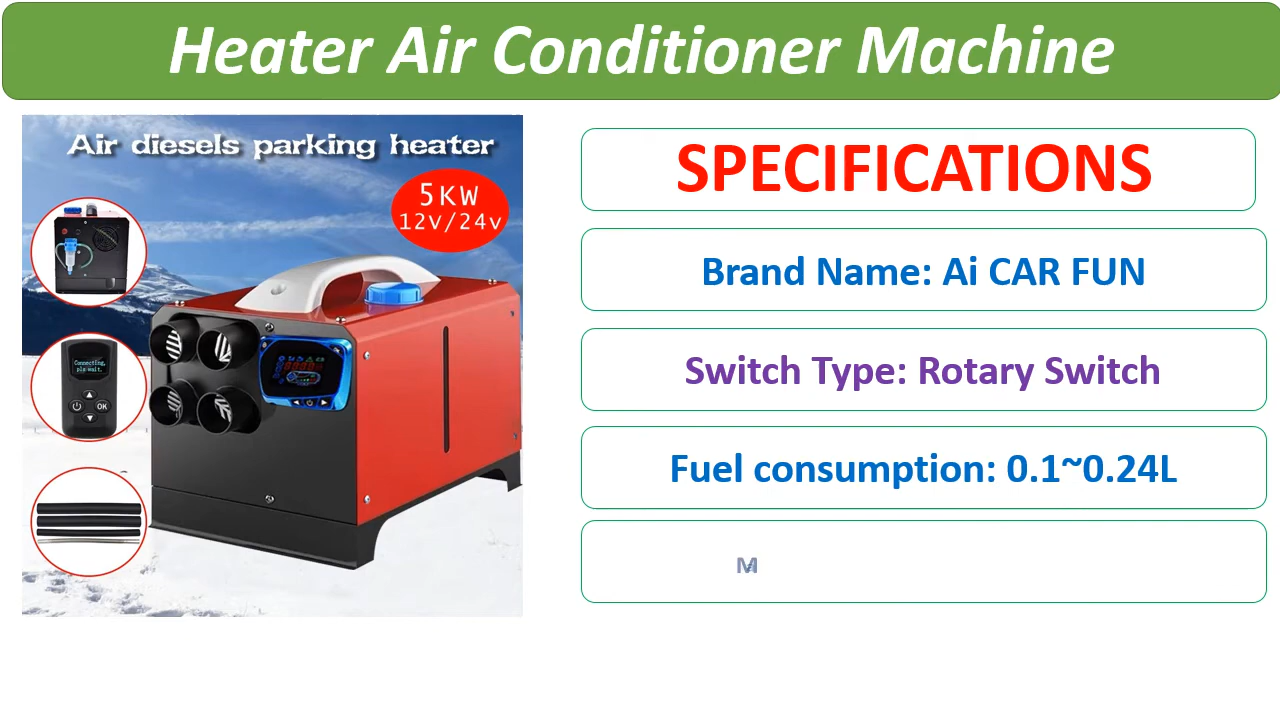 Heater Air Conditioner Machine
Air diesels parking heater
5KW
12V/24V
Connecting,
pls wait.
OK
SPECIFICATIONS
Brand Name: Ai CAR FUN
Switch Type: Rotary Switch
Fuel consumption: 0.1~0.24L
M